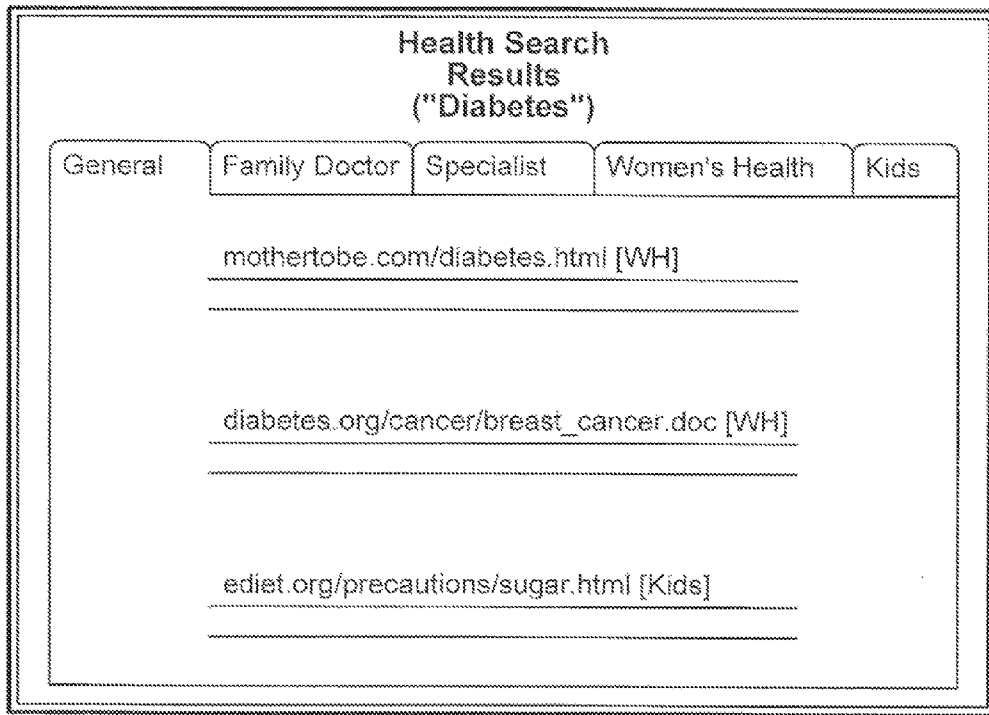 Health Search
Results
("Diabetes")
General Family Doctor Specialist Women's Health Kids
mothertobe.com/diabetes.html [WH]
diabetes.org/cancer/breast_cancer.doc [WH]
ediet.org/precautions/sugar.html [Kids]